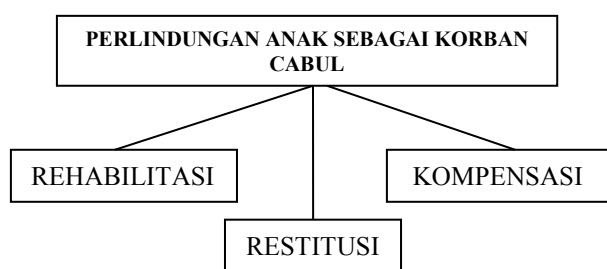 PERLINDUNGAN ANAK SEBAGAI KORBAN
CABUL
REHABILITASI
KOMPENSASI
RESTITUSI